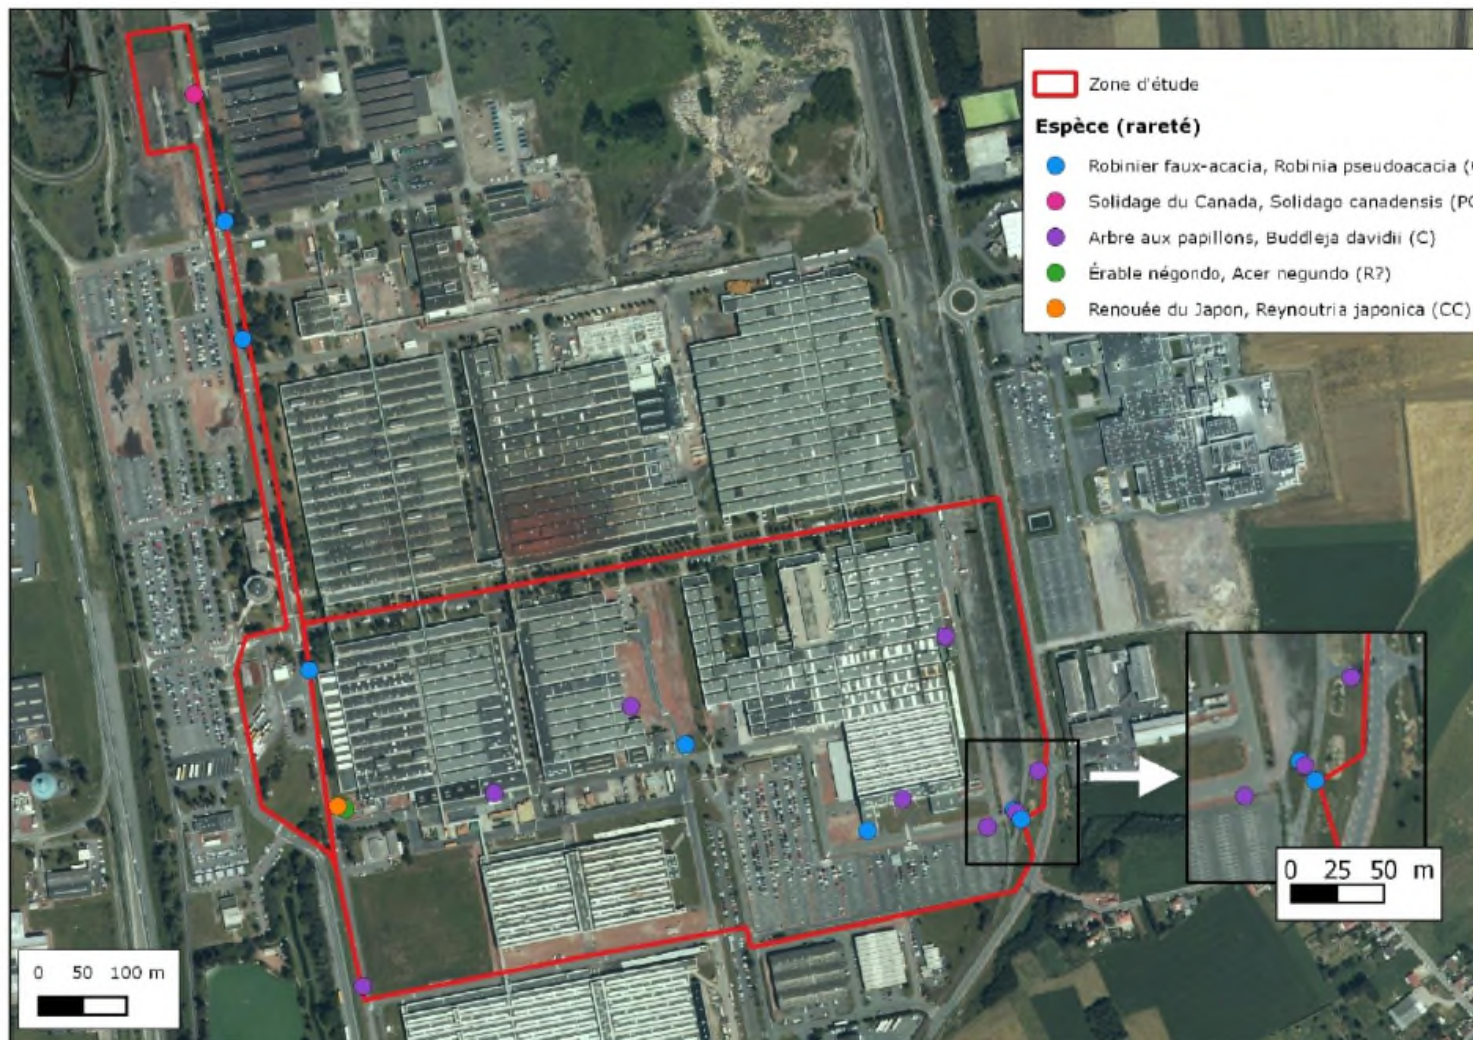 Zone d'étude
Espèce (rareté)
Robinier faux-acacia, Robinia pseudoacacia (
Solidage du Canada, Solidago canadensis (PC
Arbre aux papillons, Buddleja davidii (C)
Érable négondo, Acer negundo (R?)
Renouée du Japon, Reynoutria japonica (CC)
0 25 50 m
0 50 100 m